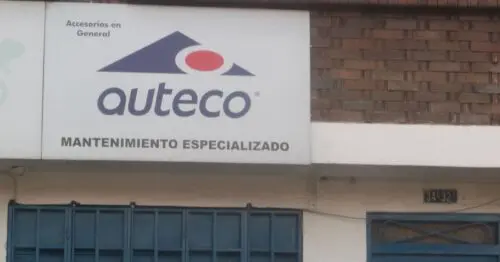 Accesorios en
General
auteco
MANTENIMIENTO ESPECIALIZADO